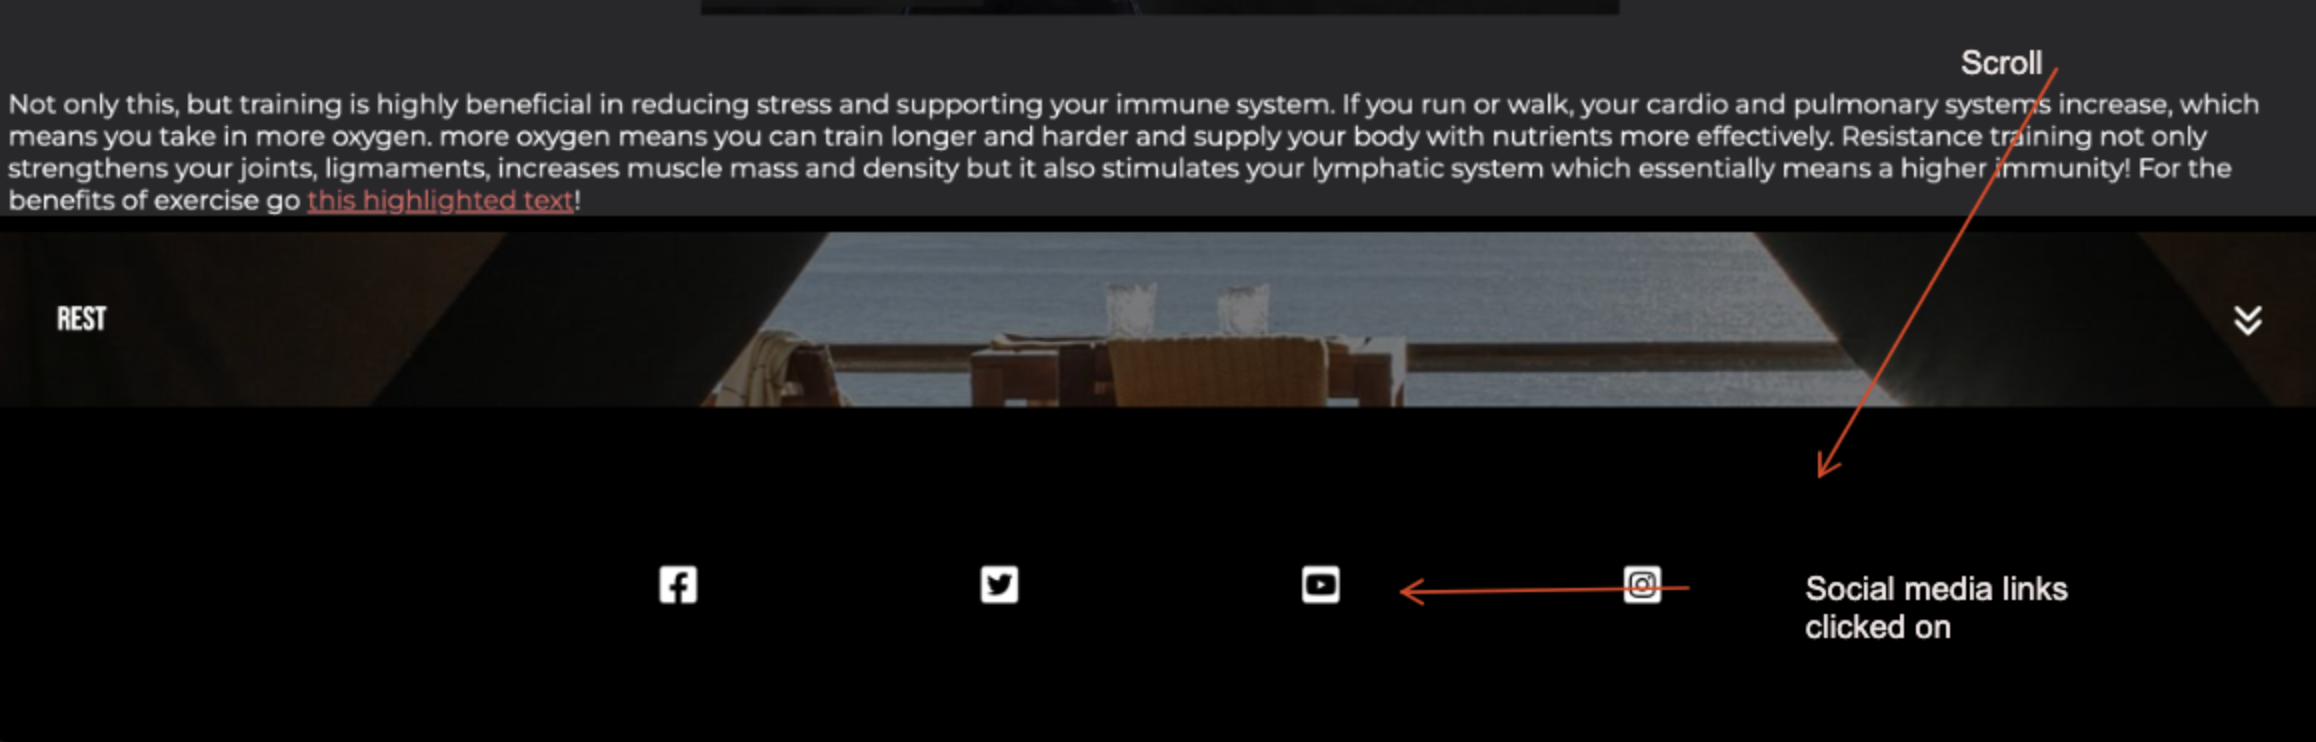 Scroll
Not only this, but training is highly beneficial in reducing stress and supporting your immune system. If you run or walk, your cardio and pulmonary systems increase, which
means you take in more oxygen. more oxygen means you can train longer and harder and supply your body with nutrients more effectively. Resistance training not only
strengthens your joints, ligmaments, increases muscle mass and density but it also stimulates your lymphatic system which essentially means a higher immunity! For the
benefits of exercise go this highlighted text!
REST
Social media links
clicked on